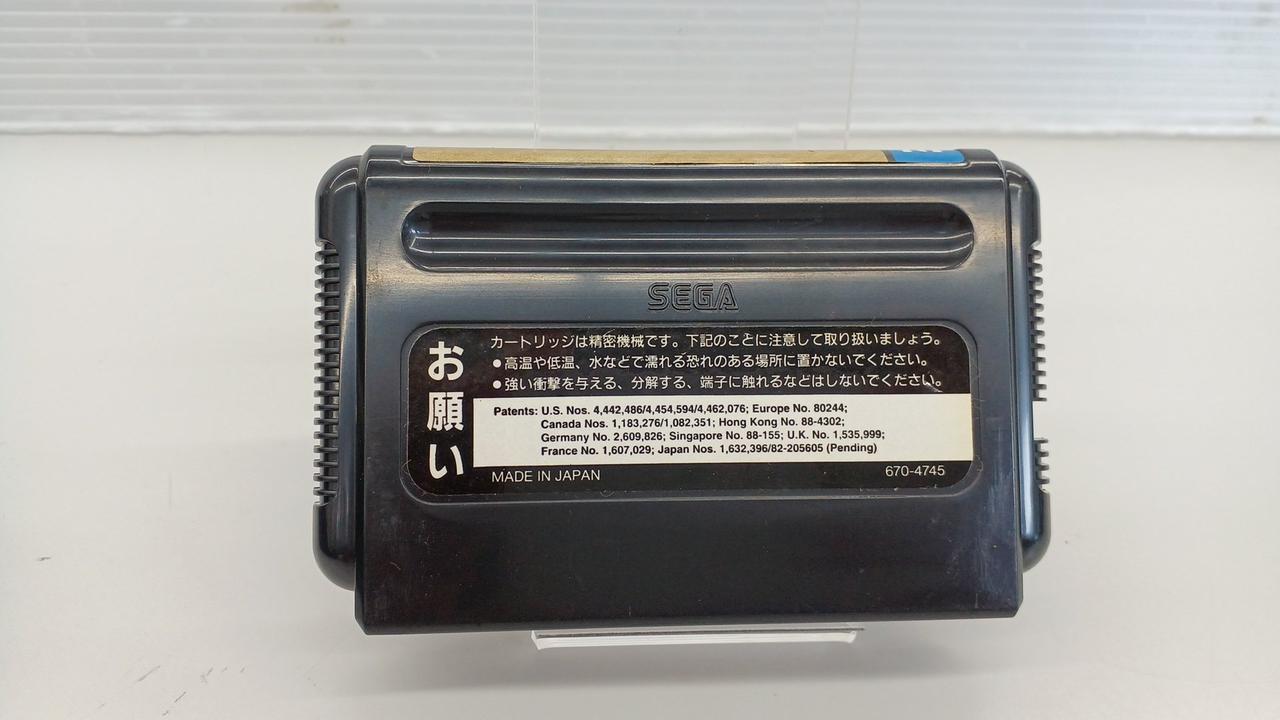 SEGA
お願い
カートリッジは精密機械です。下記のことに注意して取り扱いましょう。
●高温や低温、水などで濡れる恐れのある場所に置かないでください。
●強い衝撃を与える、分解する、端子に触れるなどはしないでください。
Patents: U.S. Nos. 4,442,486/4,454,594/4,462,076; Europe No. 80244;
Canada Nos. 1,183,276/1,082,351; Hong Kong No. 88-4302;
Germany No. 2,609,826; Singapore No. 88-155; U.K. No. 1,535,999;
France No. 1,607,029; Japan Nos. 1,632,396/82-205605 (Pending)
MADE IN JAPAN
670-4745